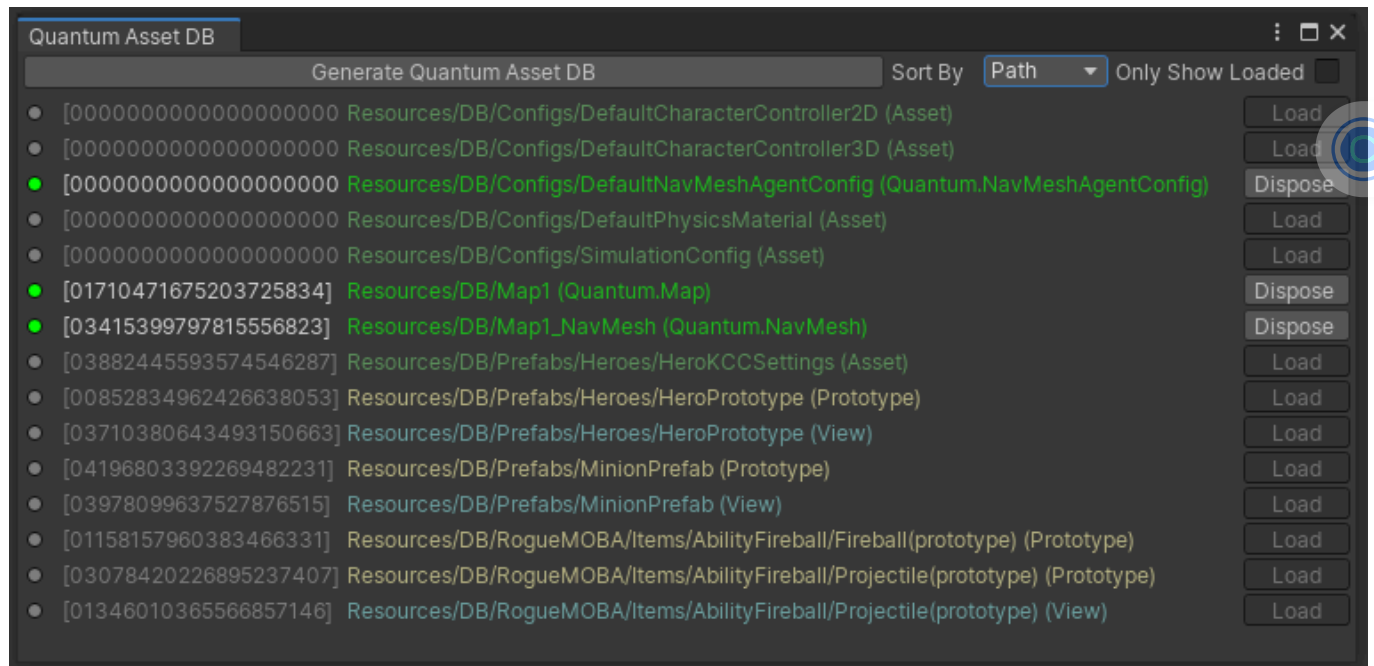 Quantum Asset DB
Generate Quantum Asset DB Sort By Path Only Show Loaded
[00000000000000000000 Resources/DB/Configs/DefaultCharacterController2D (Asset) Load
[00000000000000000000 Resources/DB/Configs/DefaultCharacterController3D (Asset) Load
[00000000000000000000 Resources/DB/Configs/DefaultNavMeshAgentConfig (Quantum.NavMeshAgentConfig) Dispose
[00000000000000000000 Resources/DB/Configs/DefaultPhysicsMaterial (Asset) Load
[00000000000000000000 Resources/DB/Configs/SimulationConfig (Asset) Load
[01710471675203725834] Resources/DB/Map1 (Quantum.Map) Dispose
[03415399797815556823] Resources/DB/Map1_NavMesh (Quantum.NavMesh) Dispose
[03882445593574546287] Resources/DB/Prefabs/Heroes/HeroKCCSettings (Asset) Load
[00852834962426638053] Resources/DB/Prefabs/Heroes/HeroPrototype (Prototype) Load
[03710380643493150663] Resources/DB/Prefabs/Heroes/HeroPrototype (View) Load
[04196803392269482231] Resources/DB/Prefabs/MinionPrefab (Prototype) Load
[03978099637527876515] Resources/DB/Prefabs/MinionPrefab (View) Load
[01158157960383466331] Resources/DB/RogueMOBA/Items/AbilityFireball/Fireball(prototype) (Prototype) Load
[03078420226895237407] Resources/DB/RogueMOBA/Items/AbilityFireball/Projectile(prototype) (Prototype) Load
[01346010365566857146] Resources/DB/RogueMOBA/Items/AbilityFireball/Projectile(prototype) (View) Load